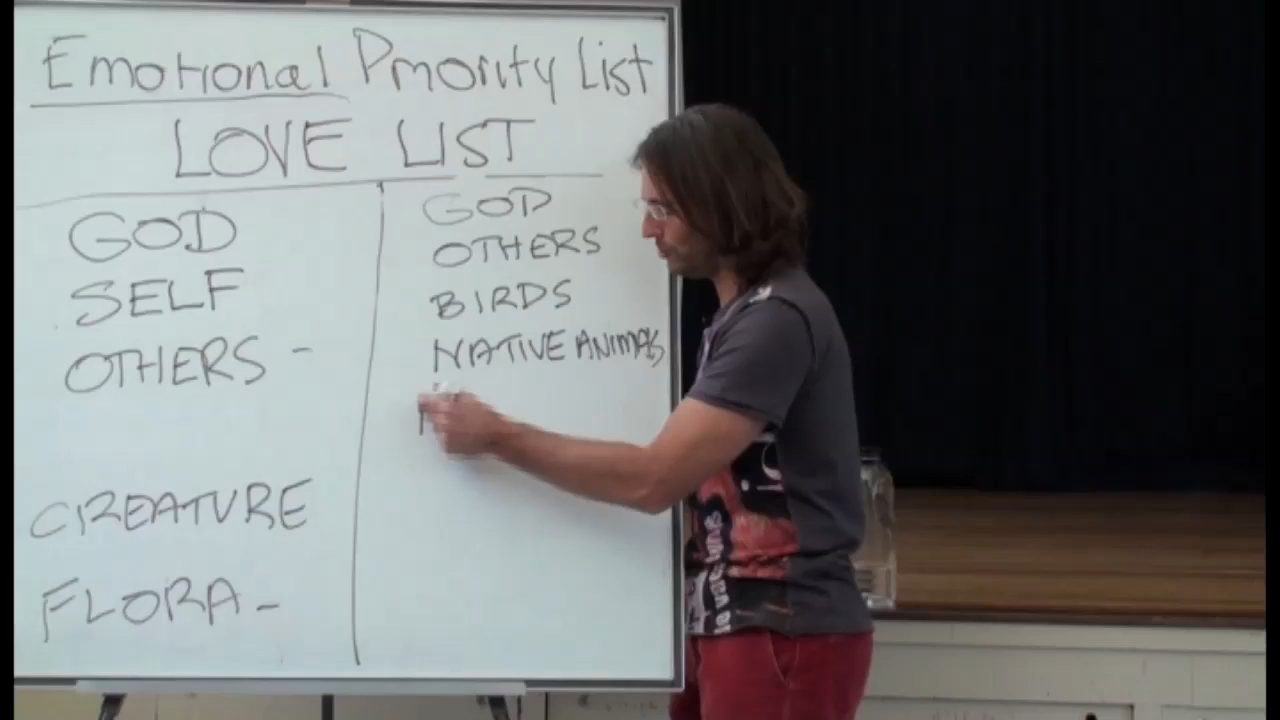 Emotional Priority List
LOVE LIST
GOD
SELF
OTHERS -
CREATURE
FLORA -
GOD
OTHERS
BIRDS
NATIVE ANIMALS